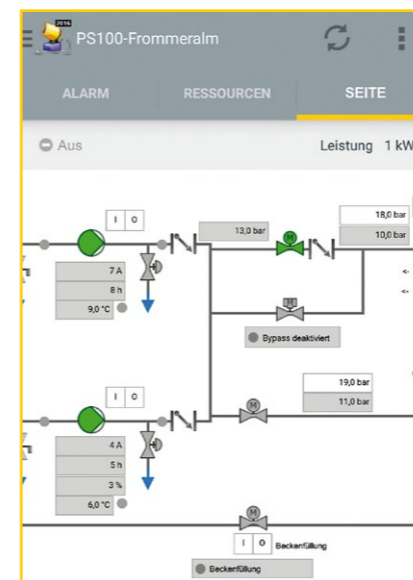 2016
PS100-Frommeralm
ALARM RESSOURCEN SEITE
Aus Leistung 1 kW
I O
13,0 bar
18,0 bar
10,0 bar
7 A
8 h
9,0 °C
M
M
Bypass deaktiviert
I O
19,0 bar
11,0 bar
M
4 A
5 h
3 %
6,0 °C
M
I O Beckenfüllung
Beckenfüllung